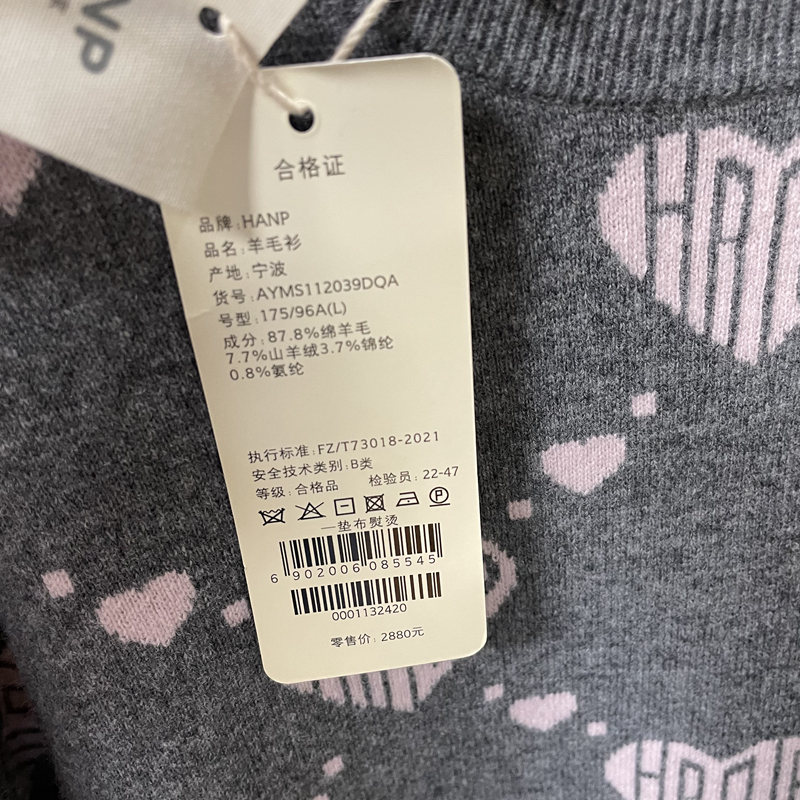 NP
合格证
品牌:HANP
品名:羊毛衫
产地:宁波
货号:AYMS112039DQA
号型:175/96A(L)
成分:87.8%绵羊毛
7.7%山羊绒3.7%锦纶
0.8%氨纶
执行标准:FZ/T73018-2021
安全技术类别:B类
等级:合格品 检验员:22-47
P
一垫布熨烫
6 902006 085545
0001132420
零售价:2880元